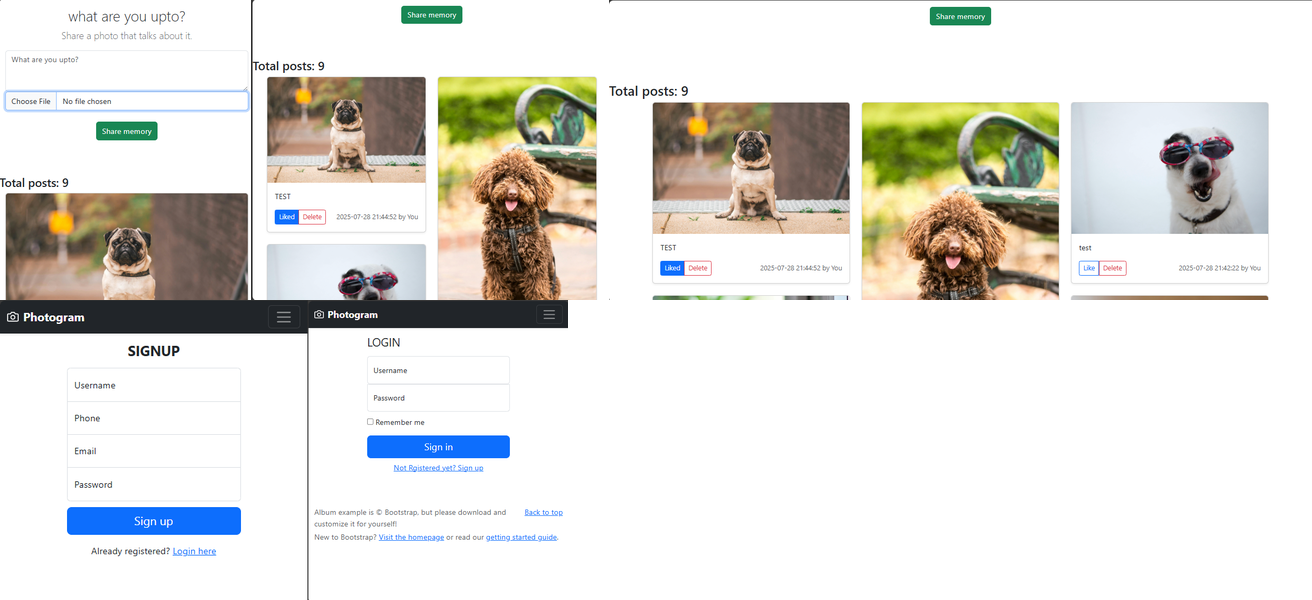 what are you upto?
Share a photo that talks about it.
What are you upto?
Choose File No file chosen
Share memory
Total posts: 9
Share memory
Total posts: 9
TEST
Liked Delete 2025-07-28 21:44:52 by You
Share memory
Total posts: 9
TEST
Liked Delete 2025-07-28 21:44:52 by You
test
Like Delete 2025-07-28 21:42:22 by You
Photogram
SIGNUP
Username
Phone
Email
Password
Sign up
Already registered? Login here
Photogram
LOGIN
Username
Password
Remember me
Sign in
Not Rgistered yet? Sign up
Album example is © Bootstrap, but please download and
customize it for yourself!
Back to top
New to Bootstrap? Visit the homepage or read our getting started guide.